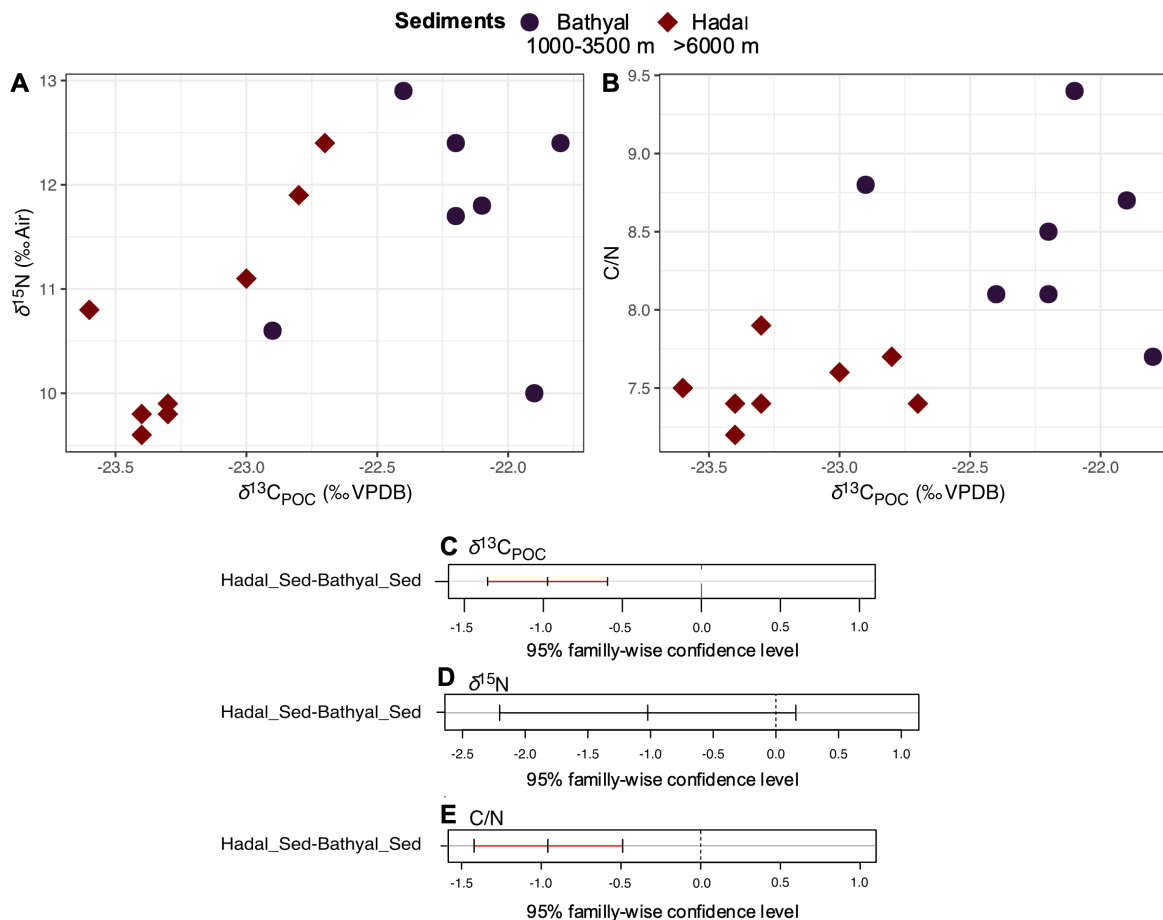 Sediments Bathyal Hadal
1000-3500 m >6000 m
A
13
12
11
10
δ¹⁵N (‰Air)
-23.5 -23.0 -22.5 -22.0
δ¹³C_POC (‰VPDB)
B
9.5
9.0
8.5
8.0
7.5
C/N
-23.5 -23.0 -22.5 -22.0
δ¹³C_POC (‰VPDB)
C δ¹³C_POC
Hadal_Sed-Bathyal_Sed
-1.5 -1.0 -0.5 0.0 0.5 1.0
95% familly-wise confidence level
D δ¹⁵N
Hadal_Sed-Bathyal_Sed
-2.5 -2.0 -1.5 -1.0 -0.5 0.0 0.5 1.0
95% familly-wise confidence level
E C/N
Hadal_Sed-Bathyal_Sed
-1.5 -1.0 -0.5 0.0 0.5 1.0
95% familly-wise confidence level